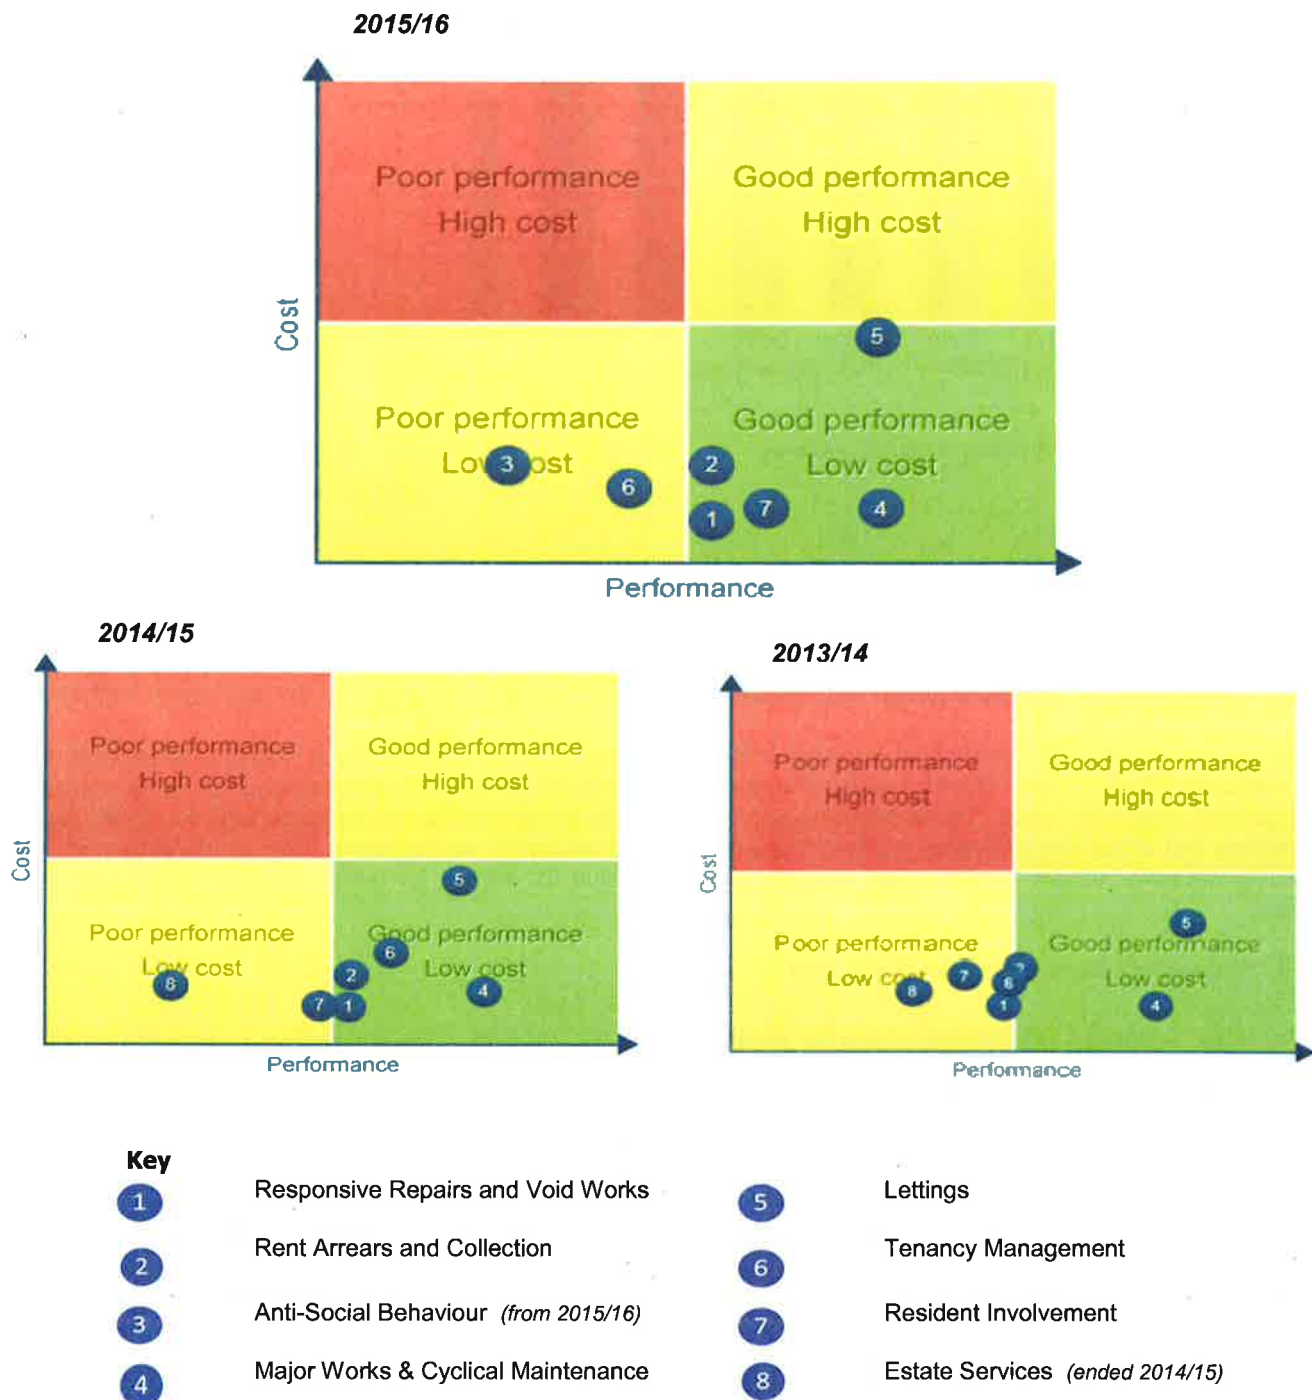 2015/16
Poor performance
High cost
Good performance
High cost
Cost
5
Poor performance
Low cost
3
6
Good performance
Low cost
2
1
7
4
Performance
2014/15
Poor performance
High cost
Good performance
High cost
Cost
5
Poor performance
Low cost
8
7
Good performance
Low cost
6
2
1
4
Performance
2013/14
Poor performance
High cost
Good performance
High cost
Cost
5
Poor performance
Low cost
7
8
6
1
Good performance
Low cost
4
Performance
Key
1 Responsive Repairs and Void Works
2 Rent Arrears and Collection
3 Anti-Social Behaviour (from 2015/16)
4 Major Works & Cyclical Maintenance
5 Lettings
6 Tenancy Management
7 Resident Involvement
8 Estate Services (ended 2014/15)